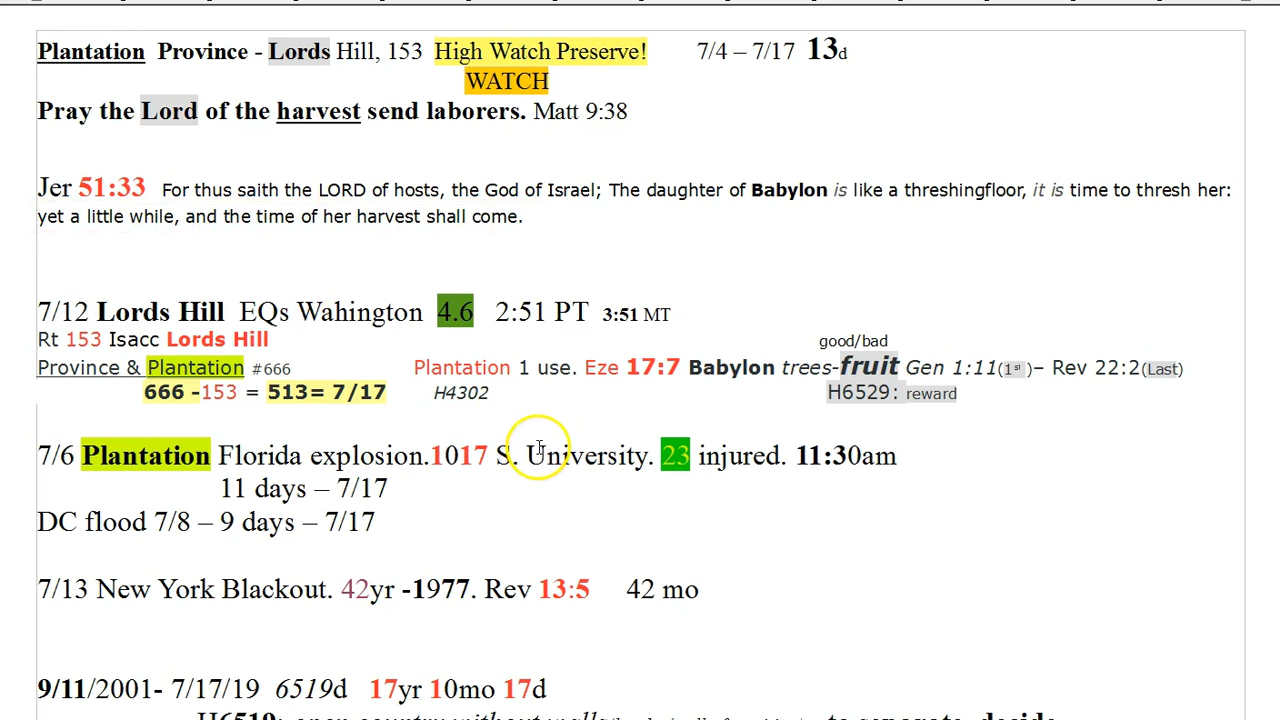 Plantation Province - Lords Hill, 153 High Watch Preserve! 7/4 – 7/17 13d
WATCH
Pray the Lord of the harvest send laborers. Matt 9:38
Jer 51:33 For thus saith the LORD of hosts, the God of Israel; The daughter of Babylon is like a threshingfloor, it is time to thresh her:
yet a little while, and the time of her harvest shall come.
7/12 Lords Hill EQs Wahington 4.6 2:51 PT 3:51 MT
Rt 153 Isacc Lords Hill
good/bad
Province & Plantation #666 Plantation 1 use. Eze 17:7 Babylon trees-fruit Gen 1:11(1st)– Rev 22:2(Last)
666 -153 = 513= 7/17 H4302 H6529: reward
7/6 Plantation Florida explosion.1017 S. University. 23 injured. 11:30am
11 days – 7/17
DC flood 7/8 – 9 days – 7/17
7/13 New York Blackout. 42yr -1977. Rev 13:5 42 mo
9/11/2001- 7/17/19 6519d 17yr 10mo 17d
H6519: open country without walls to separate, decide